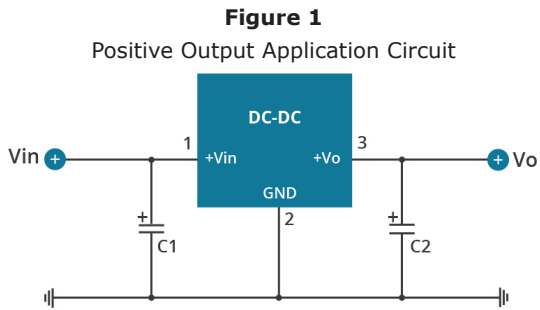 Figure 1
Positive Output Application Circuit
DC-DC
1
3
Vin +
+Vin
+Vo
+ Vo
GND
2
+
C1
+
C2